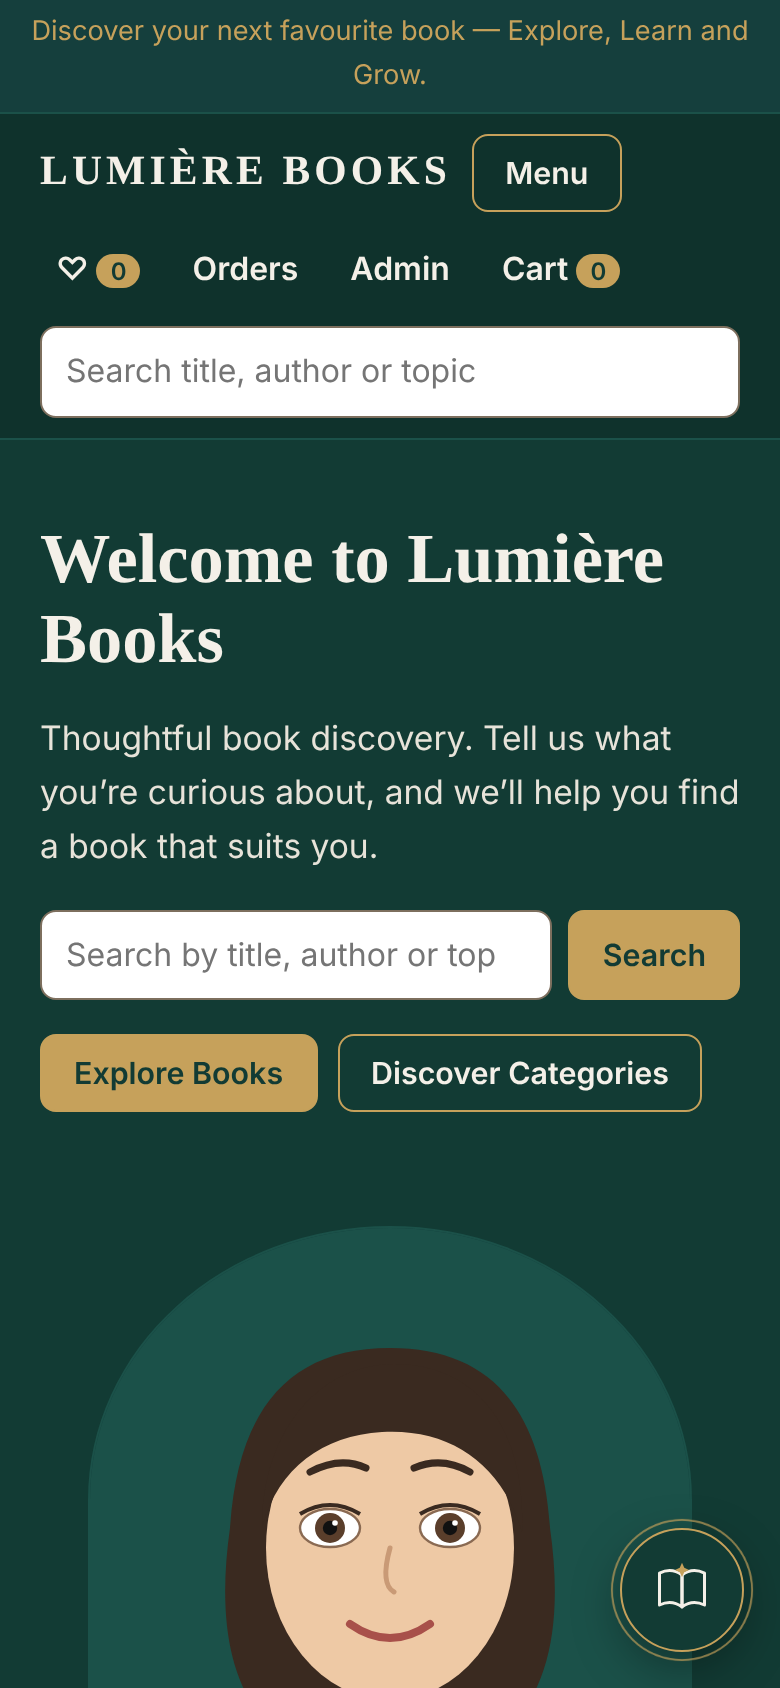 Discover your next favourite book — Explore, Learn and
Grow.
LUMIÈRE BOOKS
Menu
♡ 0 Orders Admin Cart 0
Search title, author or topic
Welcome to Lumière
Books
Thoughtful book discovery. Tell us what
you’re curious about, and we’ll help you find
a book that suits you.
Search by title, author or top
Search
Explore Books
Discover Categories